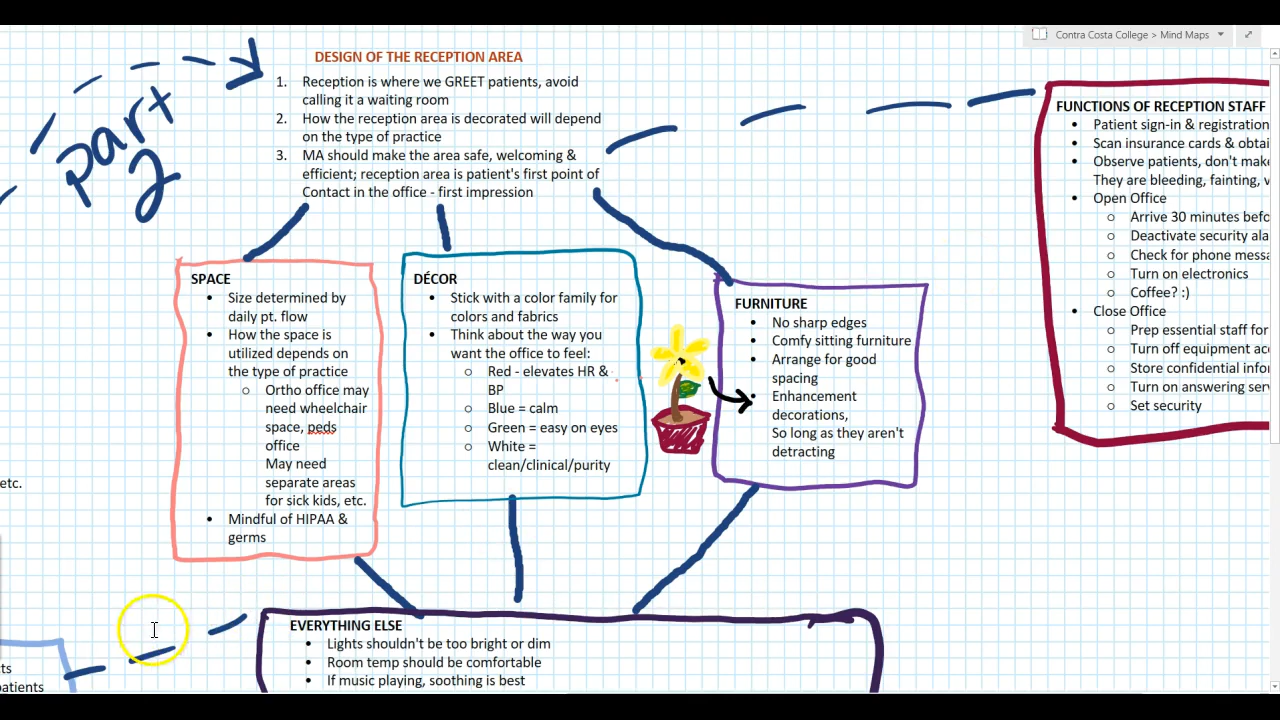 Contra Costa College > Mind Maps
part
2
DESIGN OF THE RECEPTION AREA
1. Reception is where we GREET patients, avoid
calling it a waiting room
2. How the reception area is decorated will depend
on the type of practice
3. MA should make the area safe, welcoming &
efficient; reception area is patient's first point of
Contact in the office - first impression
SPACE
• Size determined by
daily pt. flow
• How the space is
utilized depends on
the type of practice
○ Ortho office may
need wheelchair
space, peds
office
May need
separate areas
for sick kids, etc.
• Mindful of HIPAA &
germs
DÉCOR
• Stick with a color family for
colors and fabrics
• Think about the way you
want the office to feel:
○ Red - elevates HR &
BP
○ Blue = calm
○ Green = easy on eyes
○ White =
clean/clinical/purity
FURNITURE
• No sharp edges
• Comfy sitting furniture
• Arrange for good
spacing
• Enhancement
decorations,
So long as they aren't
detracting
FUNCTIONS OF RECEPTION STAFF
• Patient sign-in & registration
• Scan insurance cards & obtai
• Observe patients, don't make
They are bleeding, fainting, v
• Open Office
○ Arrive 30 minutes befo
○ Deactivate security ala
○ Check for phone messa
○ Turn on electronics
○ Coffee? :)
• Close Office
○ Prep essential staff for
○ Turn off equipment acc
○ Store confidential infor
Turn on answering serv
○ Set security
etc.
EVERYTHING ELSE
• Lights shouldn't be too bright or dim
• Room temp should be comfortable
• If music playing, soothing is best
ts
patients